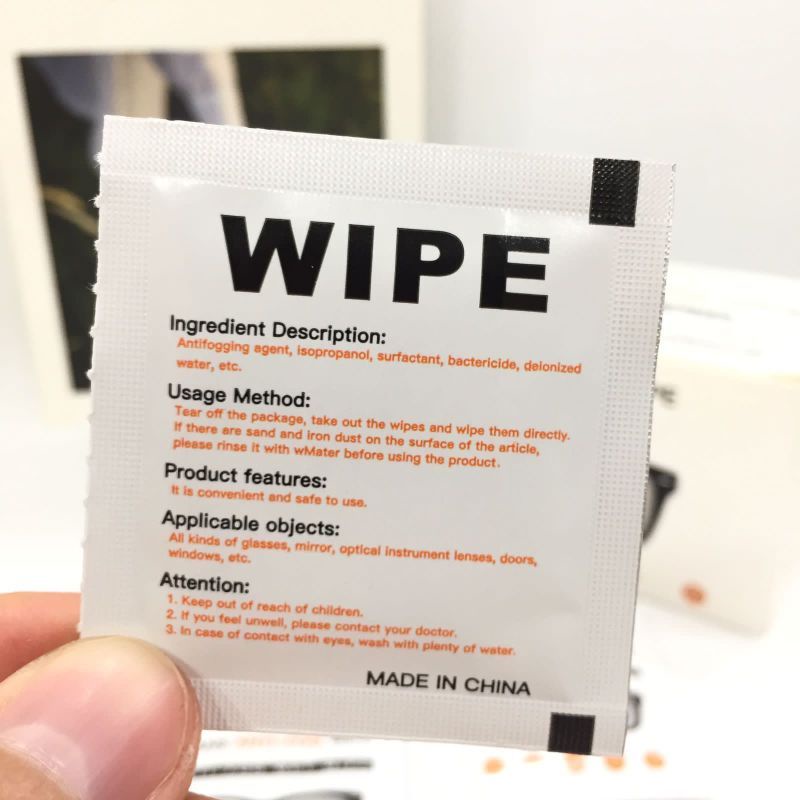 WIPE
Ingredient Description:
Antifogging agent, isopropanol, surfactant, bactericide, deionized
water, etc.
Usage Method:
Tear off the package, take out the wipes and wipe them directly.
If there are sand and iron dust on the surface of the article,
please rinse it with wMater before using the product.
Product features:
It is convenient and safe to use.
Applicable objects:
All kinds of glasses, mirror, optical instrument lenses, doors,
windows, etc.
Attention:
1. Keep out of reach of children.
2. If you feel unwell, please contact your doctor.
3. In case of contact with eyes, wash with plenty of water.
MADE IN CHINA